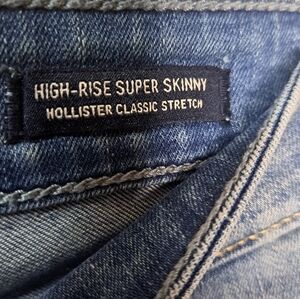 HIGH-RISE SUPER SKINNY
HOLLISTER CLASSIC STRETCH